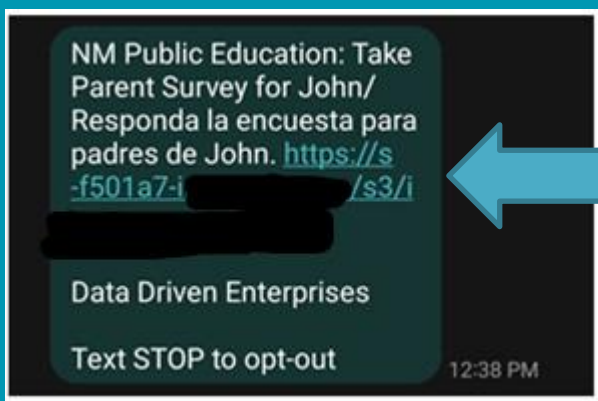 NM Public Education: Take
Parent Survey for John/
Responda la encuesta para
padres de John. https://s
-f501a7-i /s3/i
Data Driven Enterprises
Text STOP to opt-out
12:38 PM